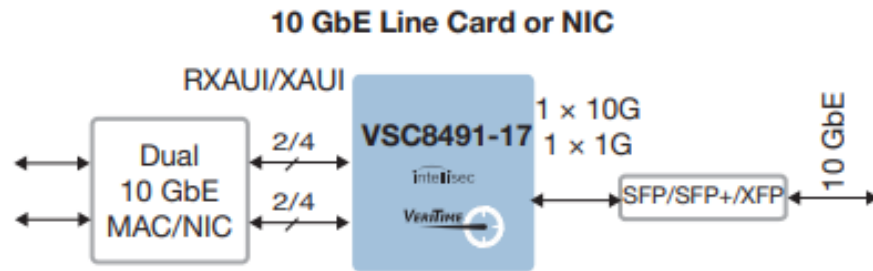 10 GbE Line Card or NIC
RXAUI/XAUI
Dual
10 GbE
MAC/NIC
2/4
2/4
VSC8491-17
intellisec
VERITIME
1 × 10G
1 × 1G
SFP/SFP+/XFP
10 GbE